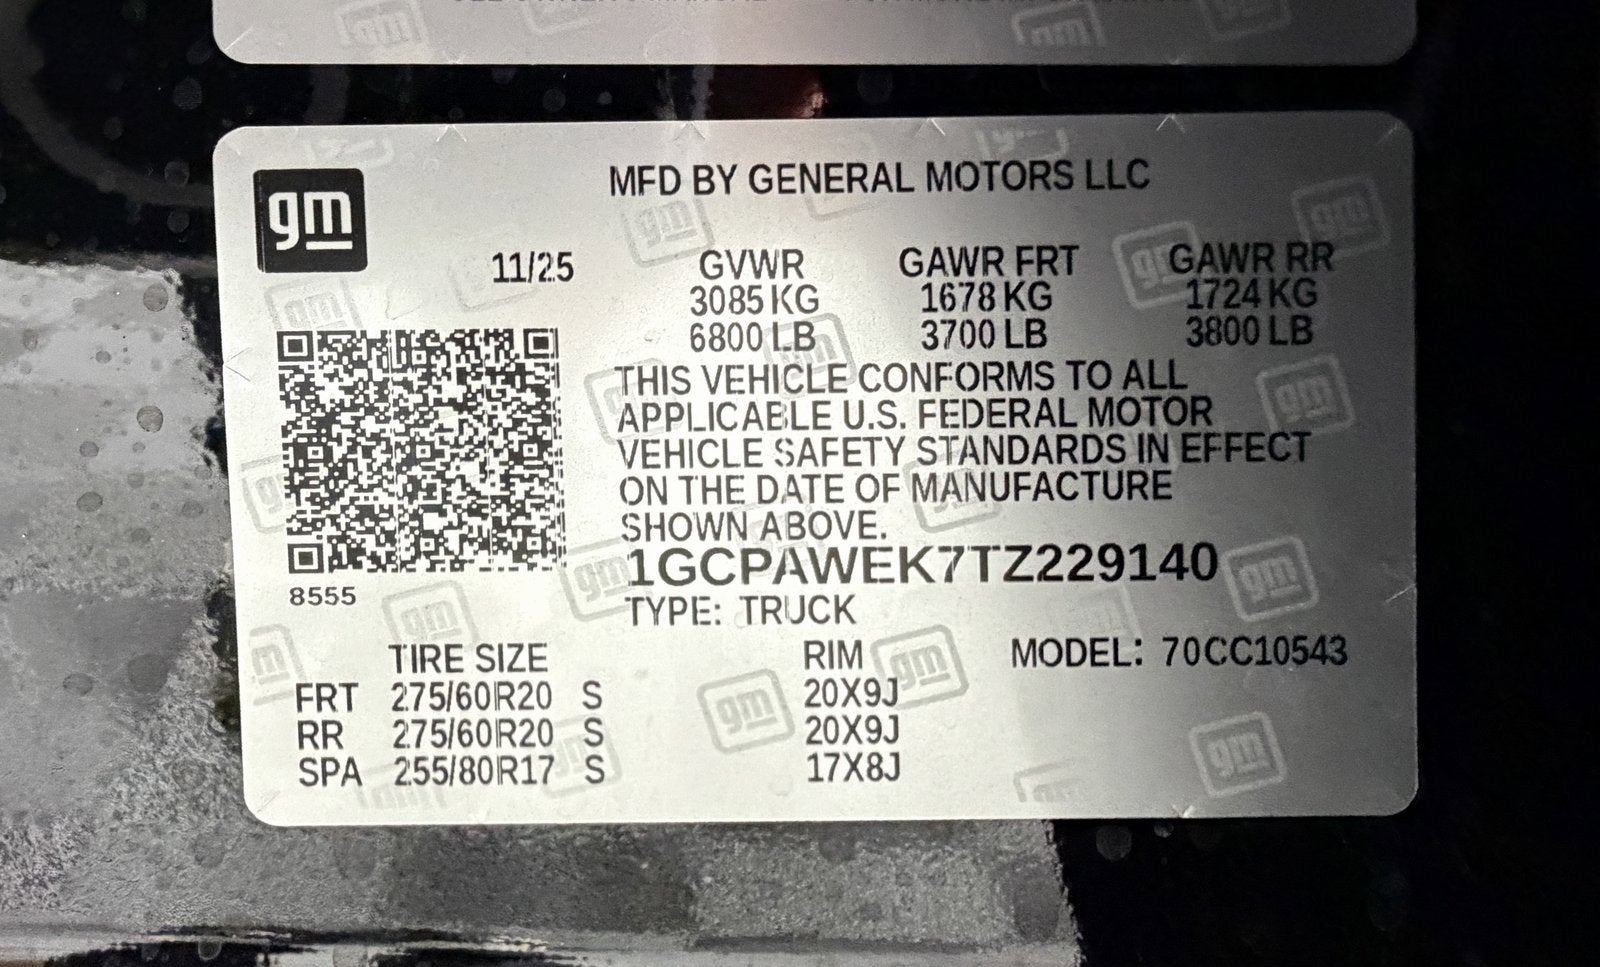 MFD BY GENERAL MOTORS LLC
gm
11/25
GVWR GAWR FRT GAWR RR
3085 KG 1678 KG 1724 KG
6800 LB 3700 LB 3800 LB
THIS VEHICLE CONFORMS TO ALL
APPLICABLE U.S. FEDERAL MOTOR
VEHICLE SAFETY STANDARDS IN EFFECT
ON THE DATE OF MANUFACTURE
SHOWN ABOVE.
1GCPAWEK7TZ229140
8555
TYPE: TRUCK
TIRE SIZE RIM MODEL: 70CC10543
FRT 275/60R20 S 20X9J
RR 275/60R20 S 20X9J
SPA 255/80R17 S 17X8J